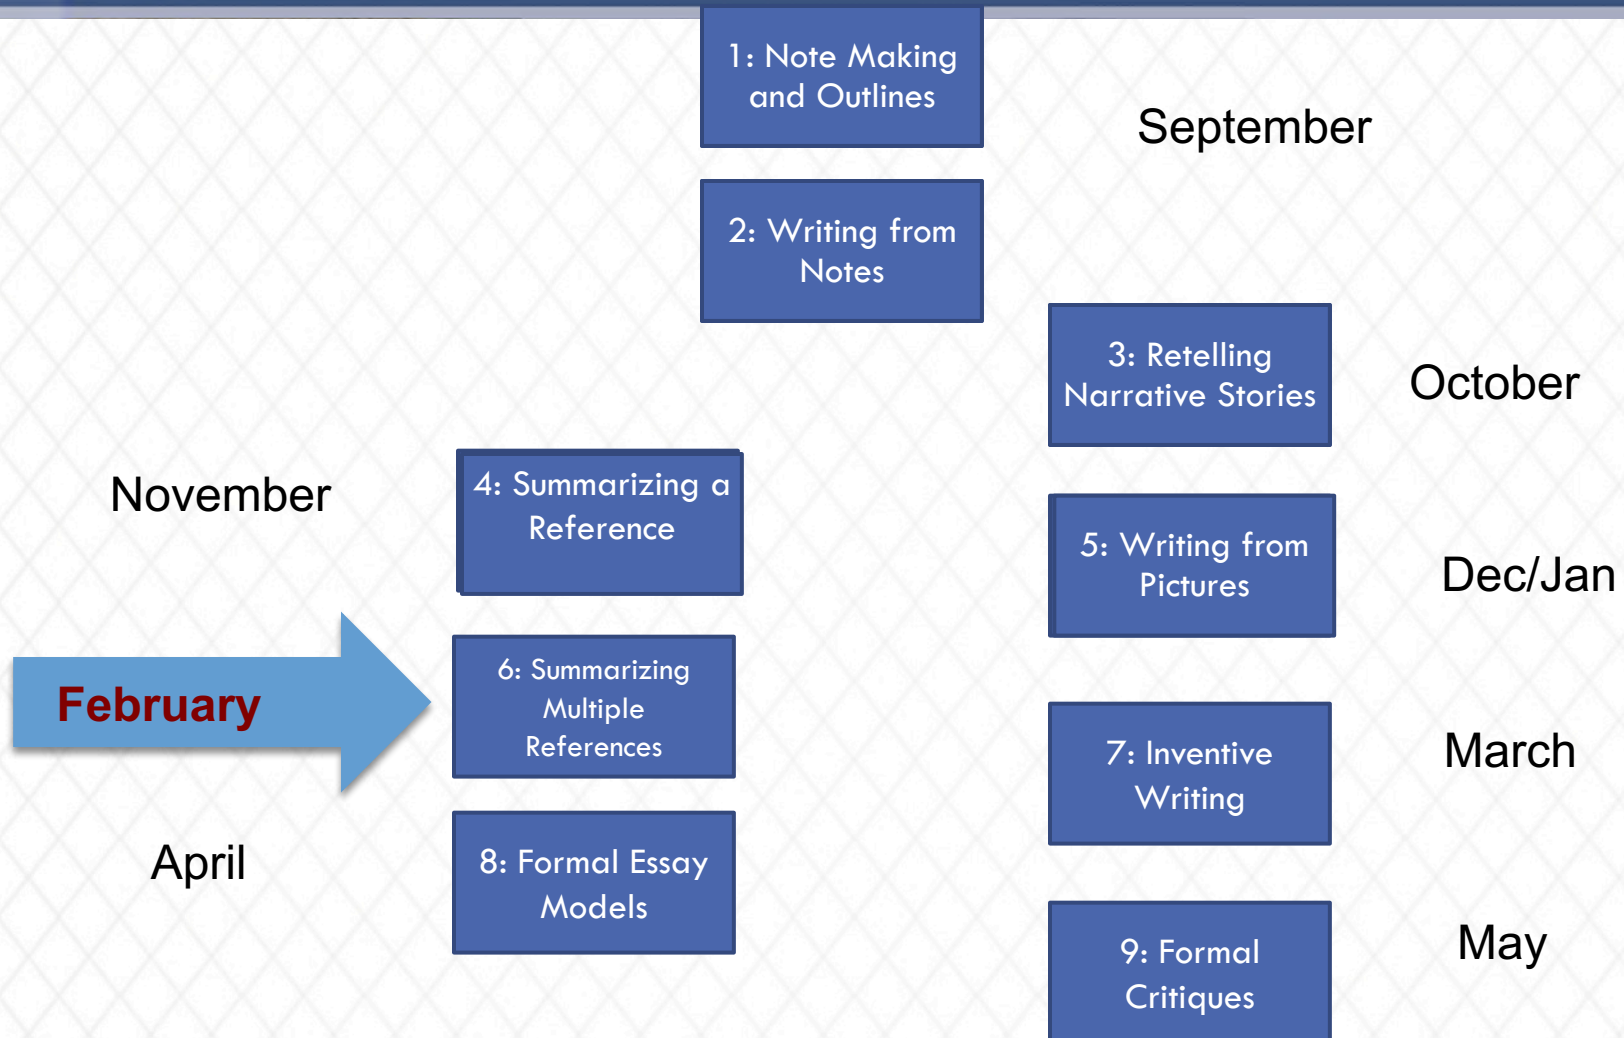 1: Note Making
and Outlines
September
2: Writing from
Notes
3: Retelling
Narrative Stories
October
November
4: Summarizing a
Reference
5: Writing from
Pictures
Dec/Jan
February
6: Summarizing
Multiple
References
7: Inventive
Writing
March
April
8: Formal Essay
Models
9: Formal
Critiques
May